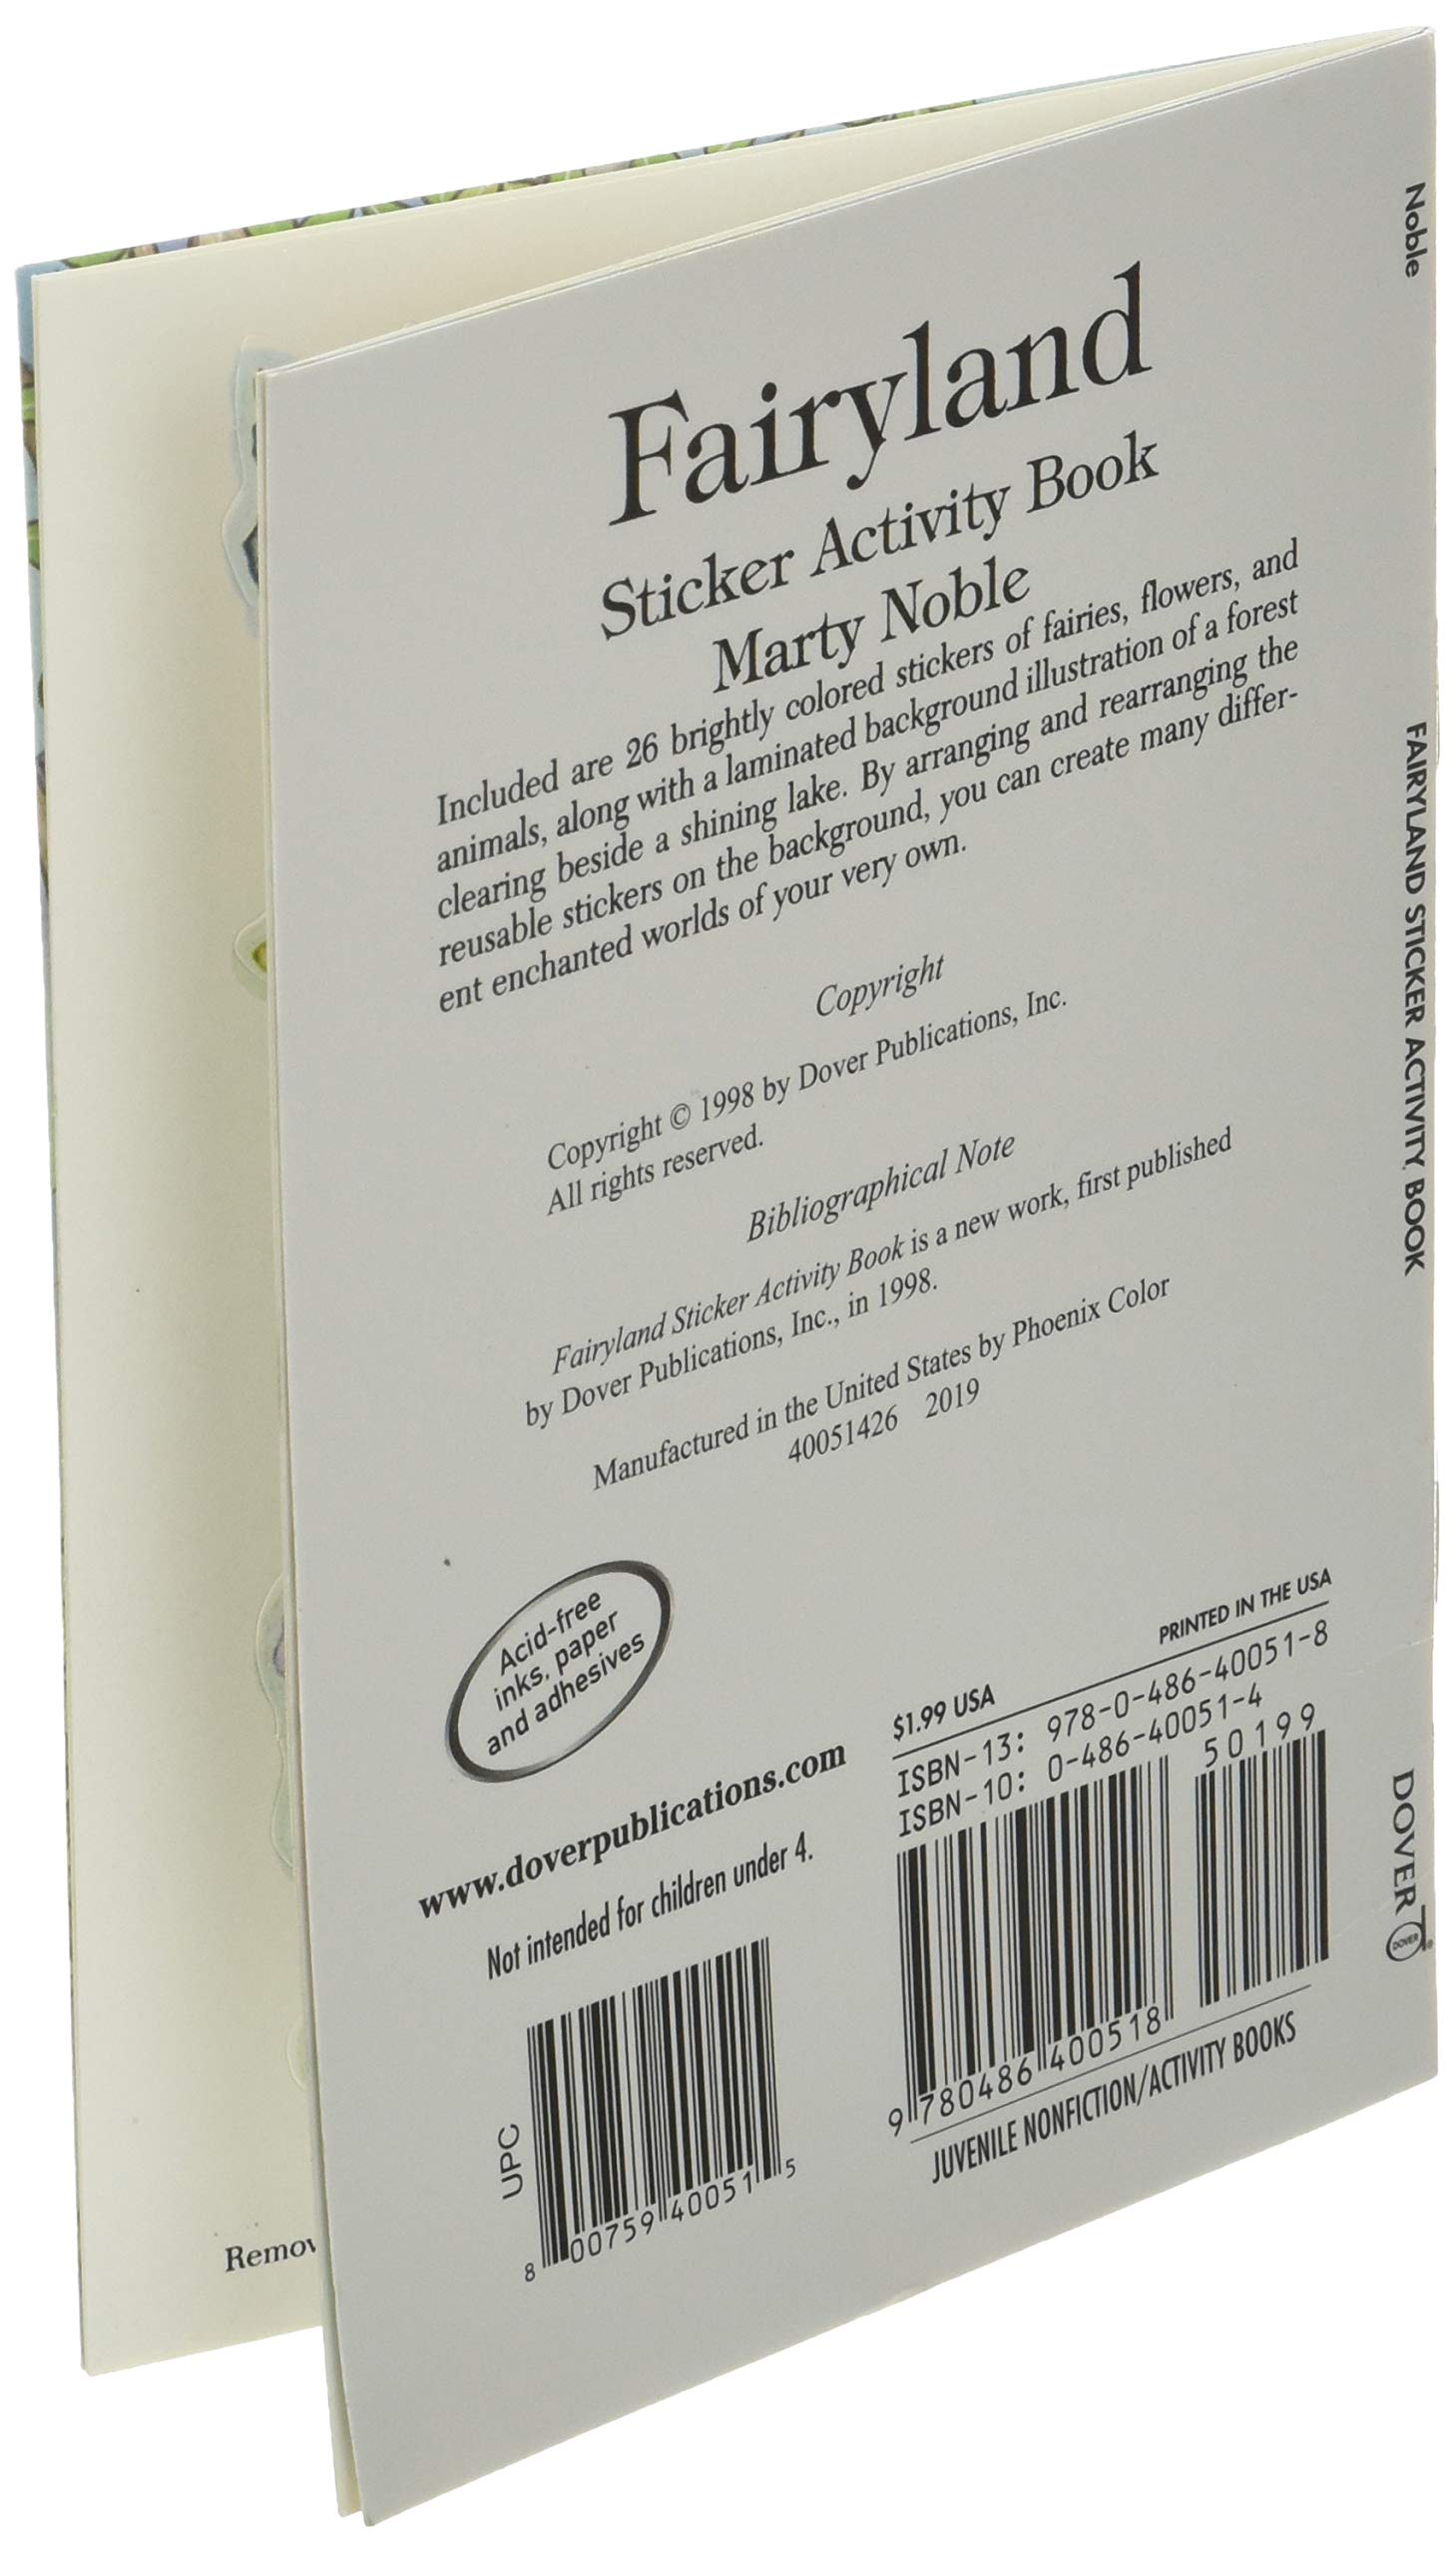 Fairyland
Sticker Activity Book
Marty Noble
Included are 26 brightly colored stickers of fairies, flowers, and
animals, along with a laminated background illustration of a forest
clearing beside a shining lake. By arranging and rearranging the
reusable stickers on the background, you can create many differ-
ent enchanted worlds of your very own.
Copyright
Copyright © 1998 by Dover Publications, Inc.
All rights reserved.
Bibliographical Note
Fairyland Sticker Activity Book is a new work, first published
by Dover Publications, Inc., in 1998.
Manufactured in the United States by Phoenix Color
40051426 2019
Acid-free
inks, paper
and adhesives
www.doverpublications.com
Not intended for children under 4.
UPC
8 00759 40051 5
PRINTED IN THE USA
$1.99 USA
ISBN-13: 978-0-486-40051-8
ISBN-10: 0-486-40051-4
50199
9 780486 400518
JUVENILE NONFICTION/ACTIVITY BOOKS
Noble
FAIRYLAND STICKER ACTIVITY BOOK
DOVER
DOVER
Remov